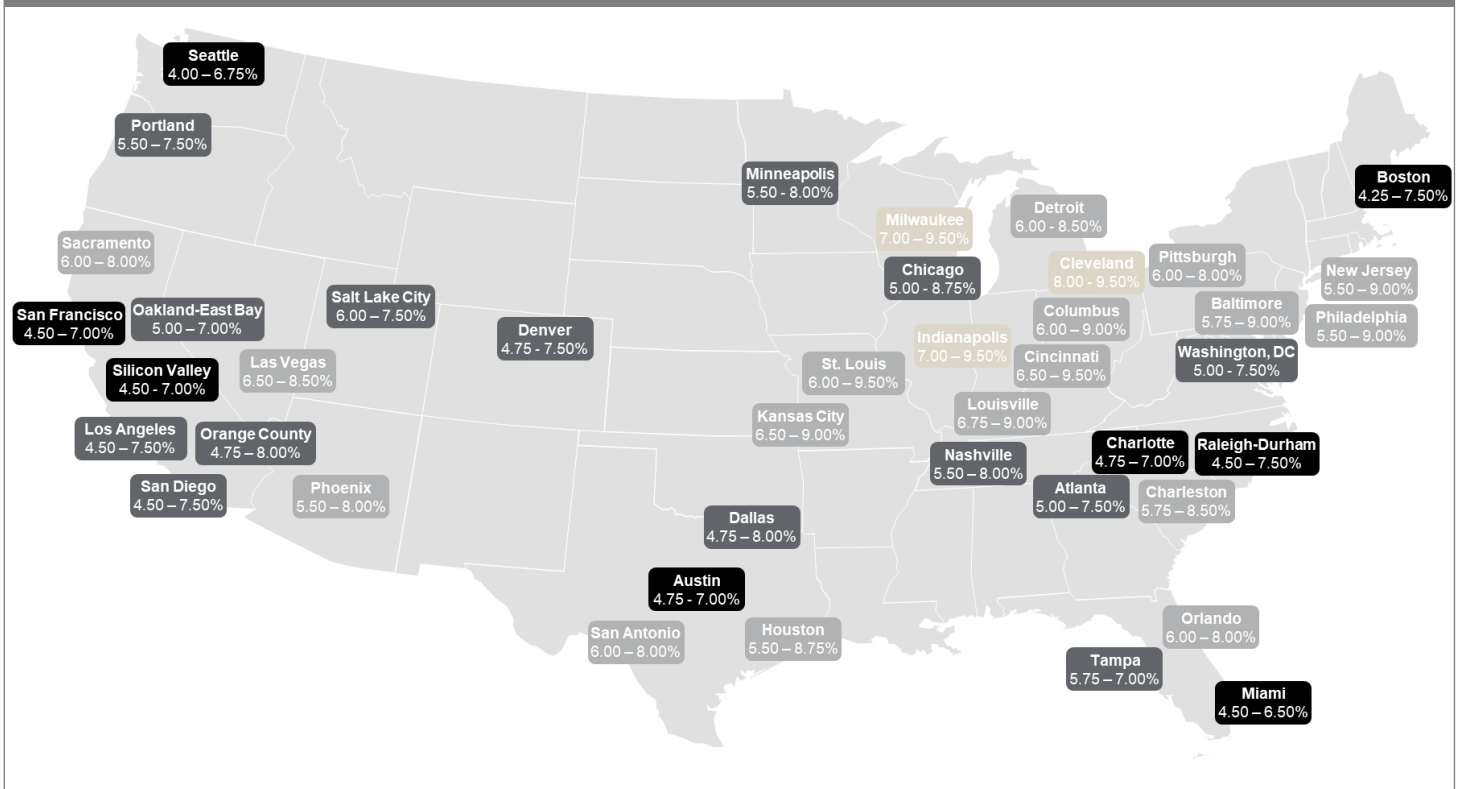 Seattle
4.00 – 6.75%
Portland
5.50 – 7.50%
Minneapolis
5.50 - 8.00%
Boston
4.25 – 7.50%
Detroit
6.00 - 8.50%
Milwaukee
7.00 – 9.50%
Sacramento
6.00 – 8.00%
Pittsburgh
6.00 – 8.00%
Cleveland
8.00 - 9.50%
Chicago
5.00 - 8.75%
New Jersey
5.50 – 9.00%
Salt Lake City
6.00 – 7.50%
Oakland-East Bay
5.00 – 7.00%
San Francisco
4.50 – 7.00%
Denver
4.75 - 7.50%
Columbus
6.00 – 9.00%
Baltimore
5.75 – 9.00%
Philadelphia
5.50 – 9.00%
Indianapolis
7.00 – 9.50%
Cincinnati
6.50 – 9.50%
Washington, DC
5.00 - 7.50%
Las Vegas
6.50 – 8.50%
Silicon Valley
4.50 - 7.00%
St. Louis
6.00 – 9.50%
Louisville
6.75 – 9.00%
Kansas City
6.50 – 9.00%
Los Angeles
4.50 – 7.50%
Orange County
4.75 – 8.00%
Charlotte
4.75 – 7.00%
Raleigh-Durham
4.50 – 7.50%
Nashville
5.50 – 8.00%
San Diego
4.50 – 7.50%
Phoenix
5.50 – 8.00%
Atlanta
5.00 – 7.50%
Charleston
5.75 – 8.50%
Dallas
4.75 – 8.00%
Austin
4.75 - 7.00%
San Antonio
6.00 – 8.00%
Houston
5.50 – 8.75%
Orlando
6.00 – 8.00%
Tampa
5.75 – 7.00%
Miami
4.50 – 6.50%